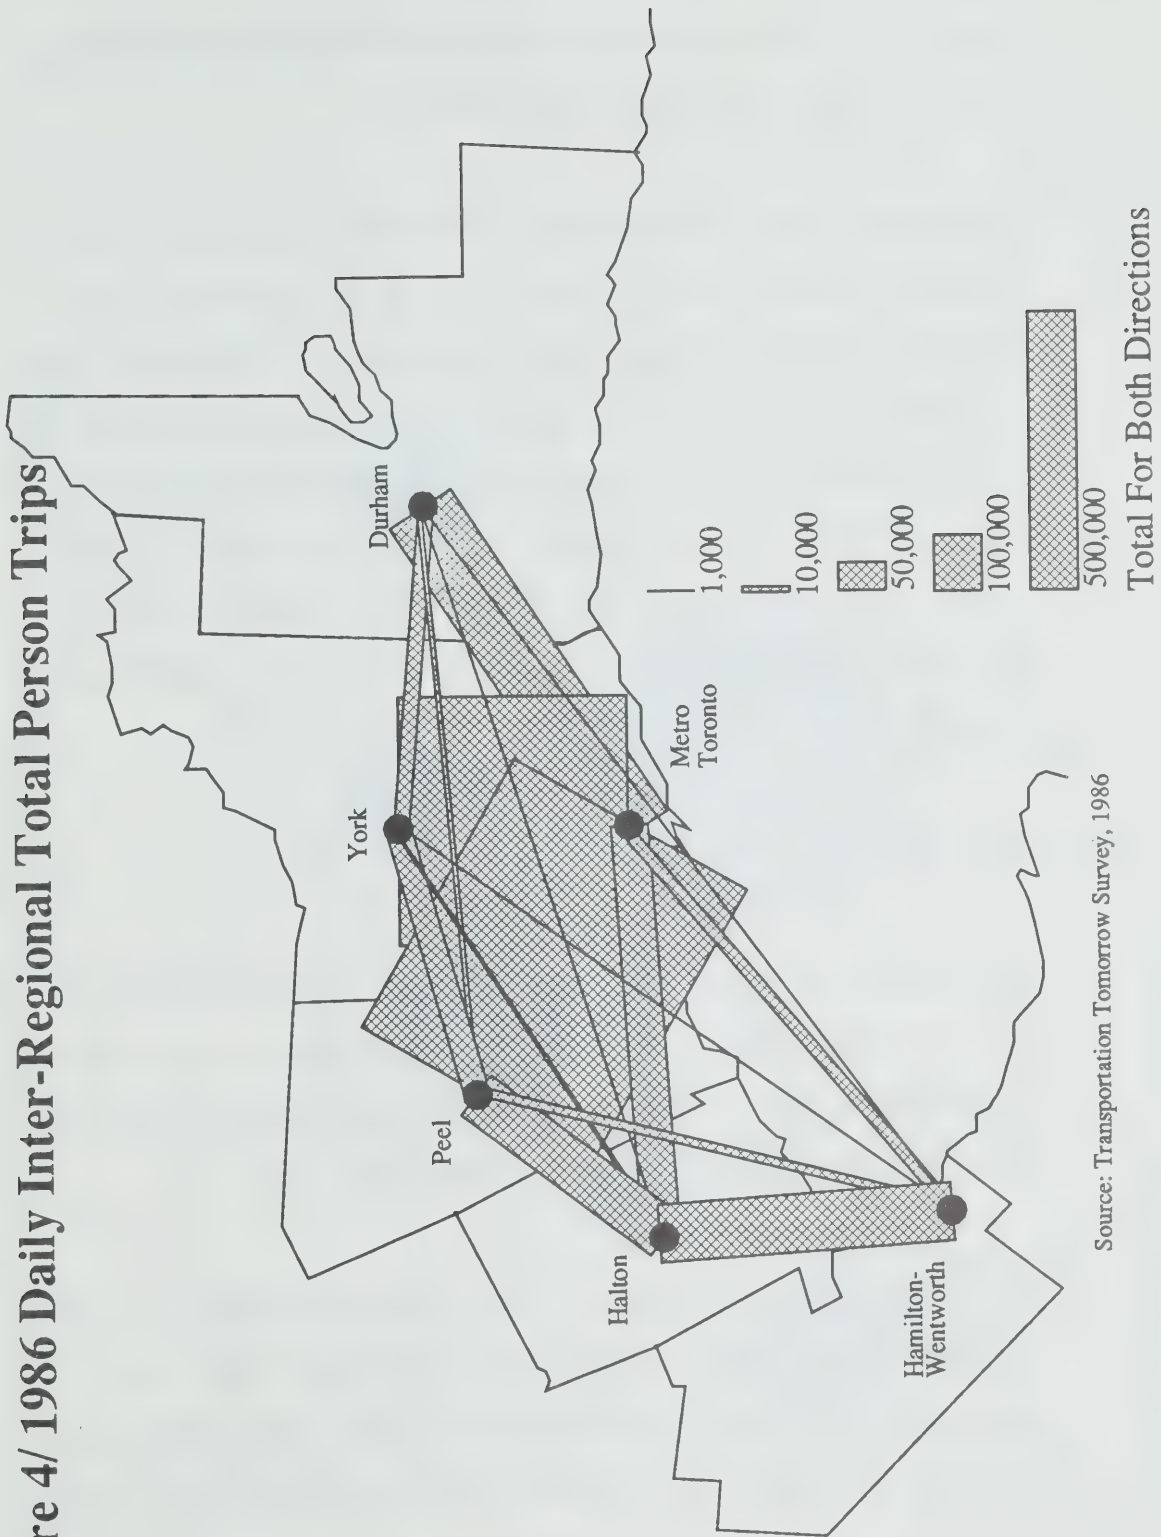 re 4/ 1986 Daily Inter-Regional Total Person Trips
Durham
York
Peel
Metro
Toronto
Halton
Hamilton-
Wentworth
1,000
10,000
50,000
100,000
500,000
Total For Both Directions
Source: Transportation Tomorrow Survey, 1986